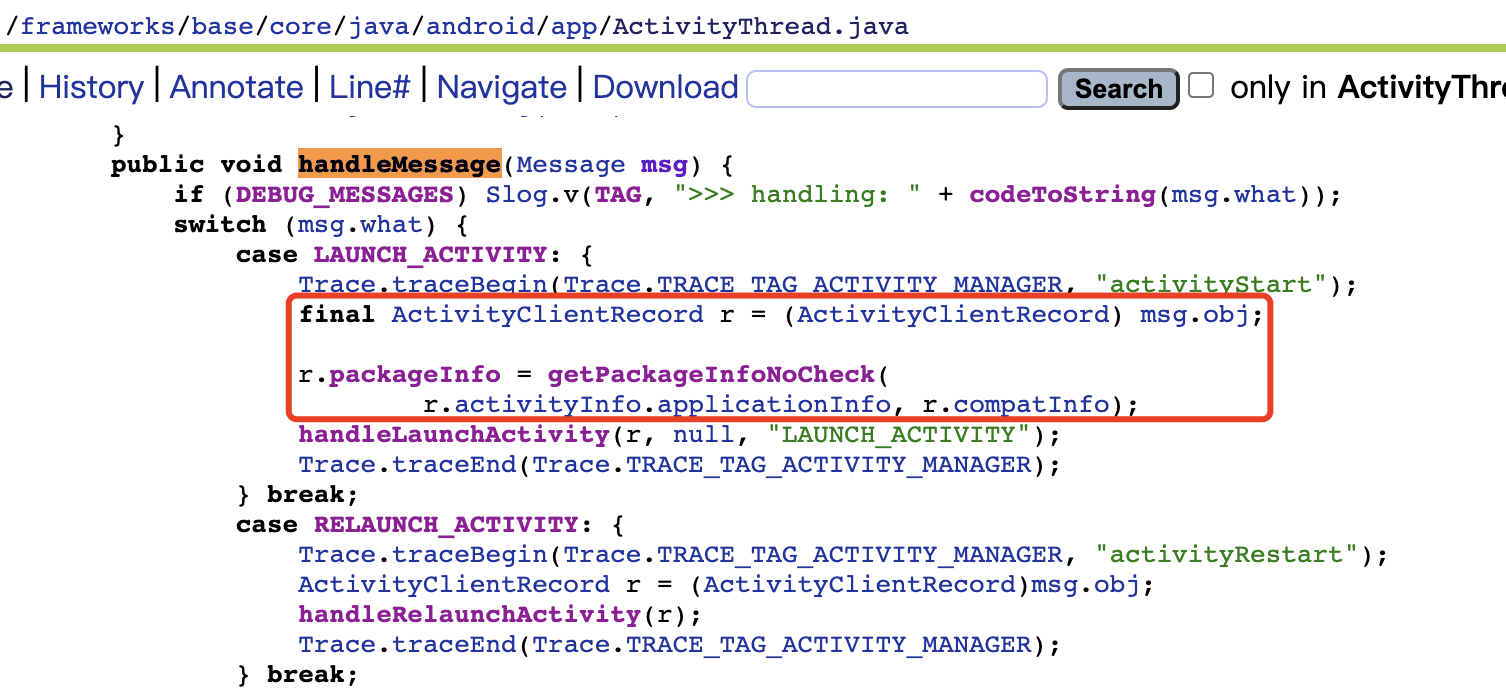 /frameworks/base/core/java/android/app/ActivityThread.java
e | History | Annotate | Line# | Navigate | Download Search only in ActivityThre
}
public void handleMessage(Message msg) {
if (DEBUG_MESSAGES) Slog.v(TAG, ">>> handling: " + codeToString(msg.what));
switch (msg.what) {
case LAUNCH_ACTIVITY: {
Trace.traceBegin(Trace.TRACE_TAG_ACTIVITY_MANAGER, "activityStart");
final ActivityClientRecord r = (ActivityClientRecord) msg.obj;
r.packageInfo = getPackageInfoNoCheck(
r.activityInfo.applicationInfo, r.compatInfo);
handleLaunchActivity(r, null, "LAUNCH_ACTIVITY");
Trace.traceEnd(Trace.TRACE_TAG_ACTIVITY_MANAGER);
} break;
case RELAUNCH_ACTIVITY: {
Trace.traceBegin(Trace.TRACE_TAG_ACTIVITY_MANAGER, "activityRestart");
ActivityClientRecord r = (ActivityClientRecord)msg.obj;
handleRelaunchActivity(r);
Trace.traceEnd(Trace.TRACE_TAG_ACTIVITY_MANAGER);
} break;